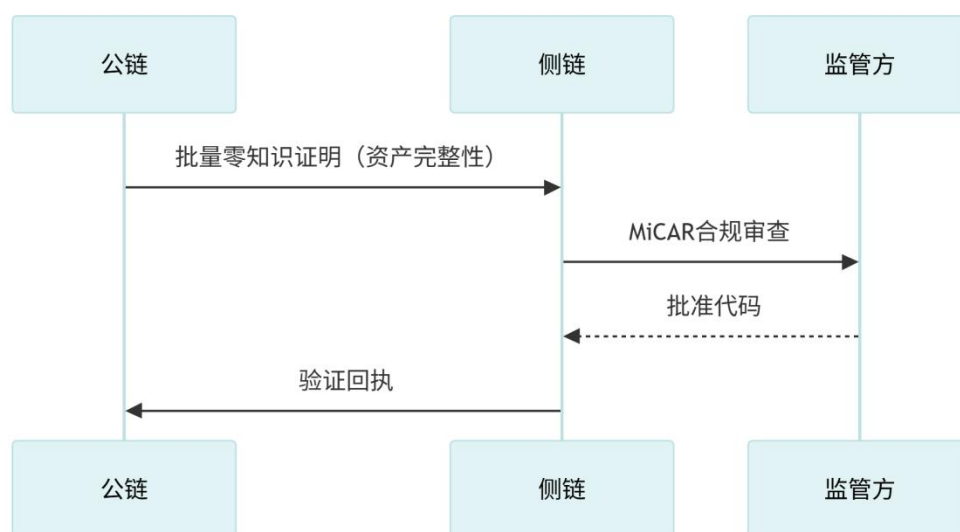 公链
侧链
监管方
批量零知识证明（资产完整性）
MiCAR合规审查
批准代码
验证回执
公链
侧链
监管方